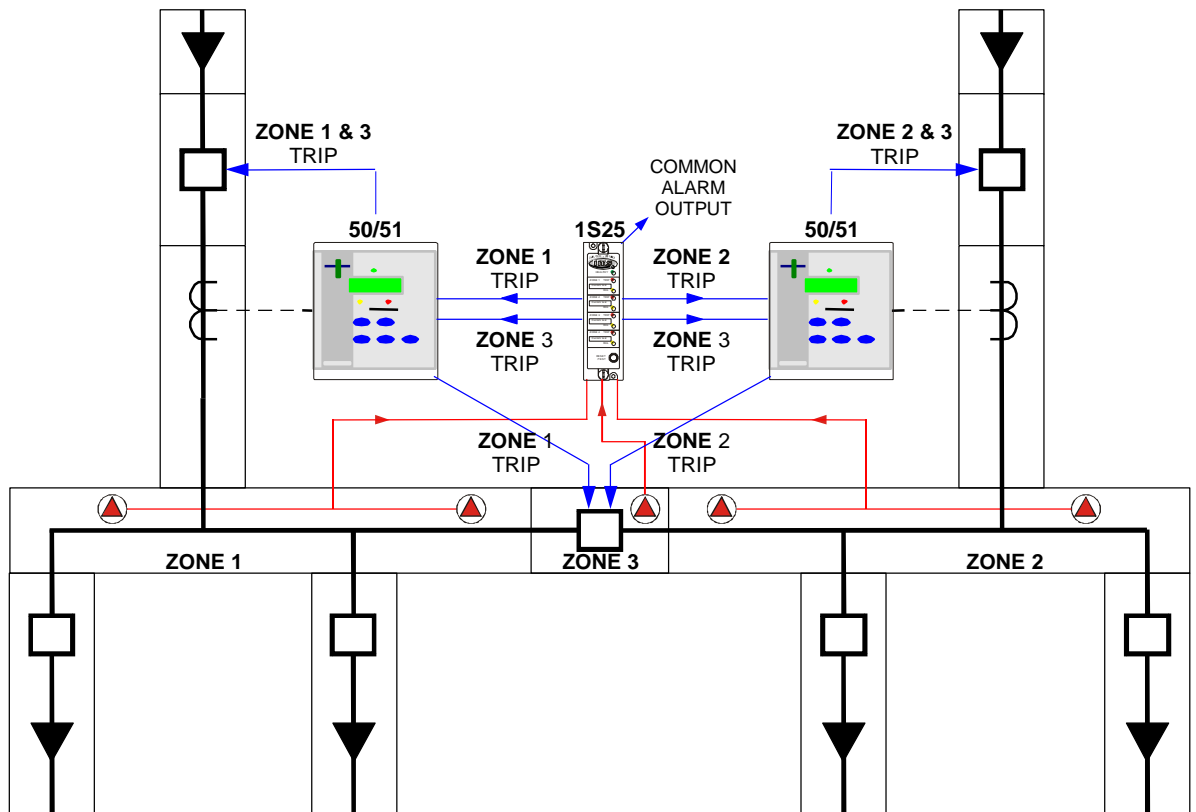 ZONE 1 & 3
TRIP
ZONE 2 & 3
TRIP
COMMON
ALARM
OUTPUT
50/51
1S25
50/51
ZONE 1
TRIP
ZONE 2
TRIP
ZONE 3
TRIP
ZONE 3
TRIP
ZONE 1
TRIP
ZONE 2
TRIP
ZONE 1
ZONE 3
ZONE 2